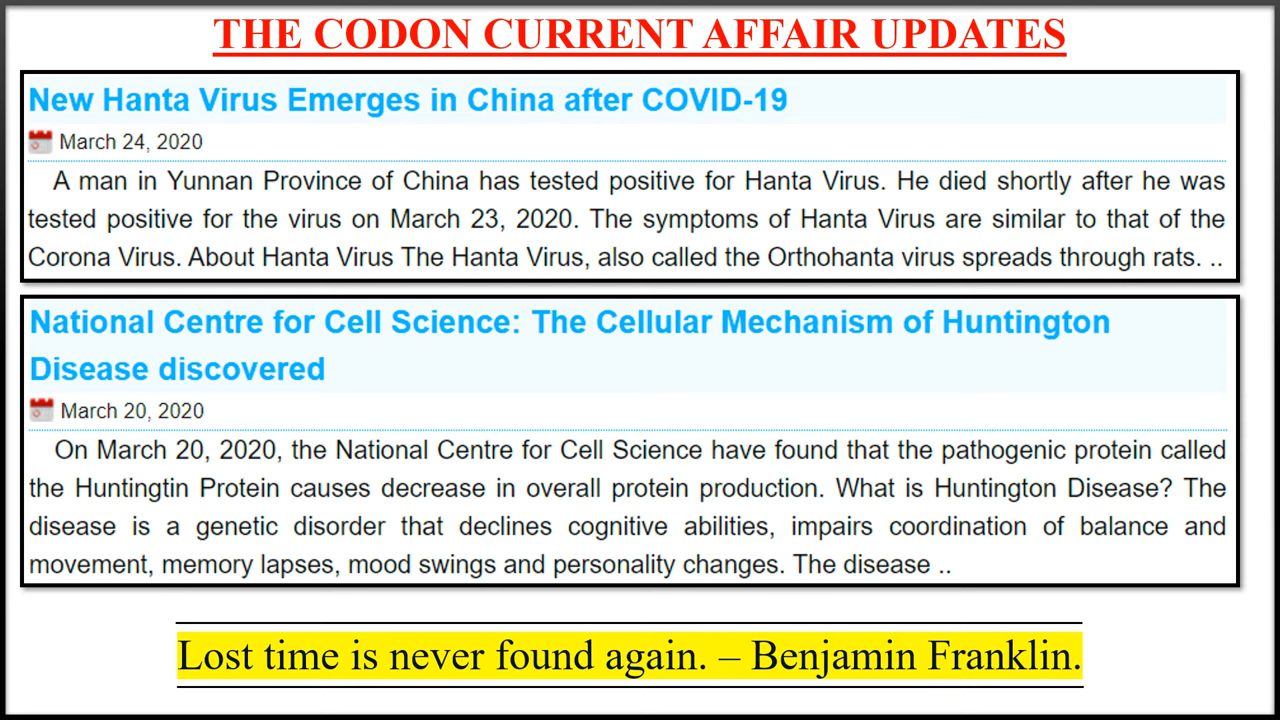 THE CODON CURRENT AFFAIR UPDATES
New Hanta Virus Emerges in China after COVID-19
March 24, 2020
A man in Yunnan Province of China has tested positive for Hanta Virus. He died shortly after he was
tested positive for the virus on March 23, 2020. The symptoms of Hanta Virus are similar to that of the
Corona Virus. About Hanta Virus The Hanta Virus, also called the Orthohanta virus spreads through rats. ..
National Centre for Cell Science: The Cellular Mechanism of Huntington
Disease discovered
March 20, 2020
On March 20, 2020, the National Centre for Cell Science have found that the pathogenic protein called
the Huntingtin Protein causes decrease in overall protein production. What is Huntington Disease? The
disease is a genetic disorder that declines cognitive abilities, impairs coordination of balance and
movement, memory lapses, mood swings and personality changes. The disease ..
Lost time is never found again. – Benjamin Franklin.